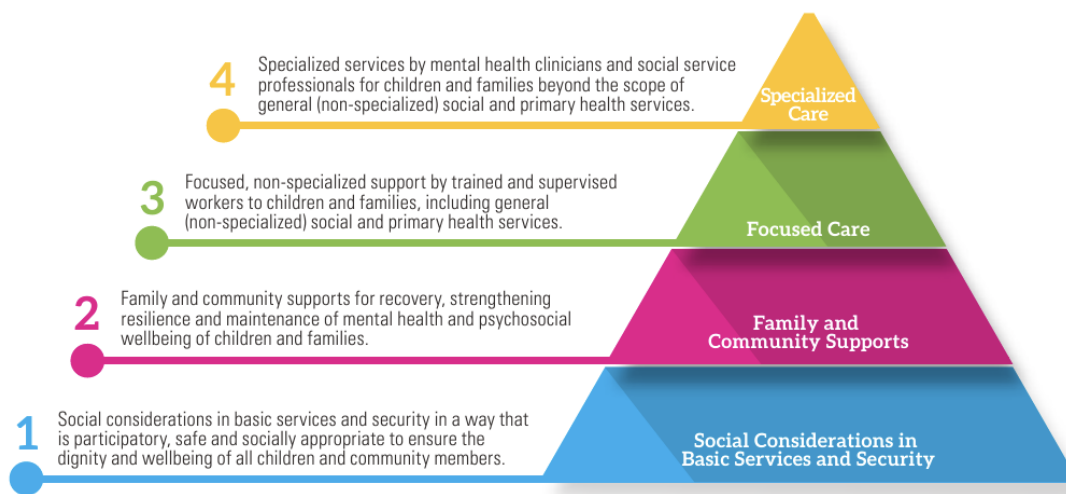 4
Specialized services by mental health clinicians and social service
professionals for children and families beyond the scope of
general (non-specialized) social and primary health services.
Specialized
Care
3
Focused, non-specialized support by trained and supervised
workers to children and families, including general
(non-specialized) social and primary health services.
Focused Care
2
Family and community supports for recovery, strengthening
resilience and maintenance of mental health and psychosocial
wellbeing of children and families.
Family and
Community Supports
1
Social considerations in basic services and security in a way that
is participatory, safe and socially appropriate to ensure the
dignity and wellbeing of all children and community members.
Social Considerations in
Basic Services and Security